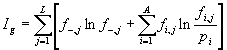 I_g = \sum_{j=1}^{L} \left[ f_{-,j} \ln f_{-,j} + \sum_{i=1}^{A} f_{i,j} \ln \frac{f_{i,j}}{p_i} \right]